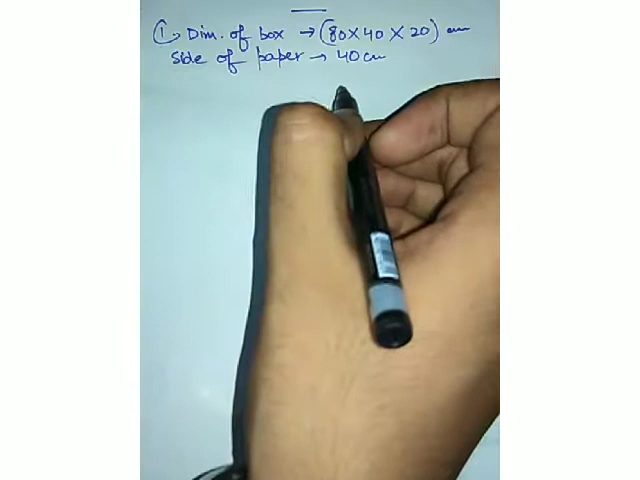 1. Dim. of box → (80 X 40 X 20) cm
Side of paper → 40 cm